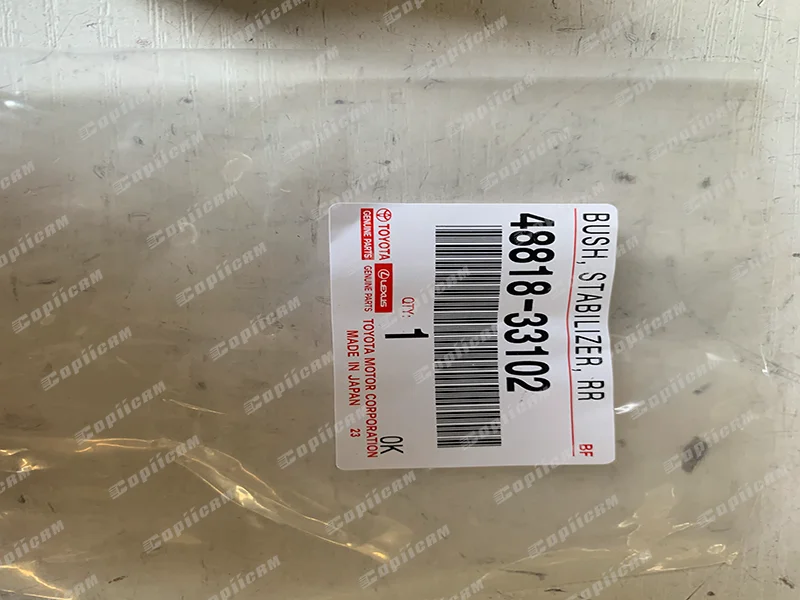 BUSH, STABILIZER, RR
BF
48818-33102
QTY: 1
OK
TOYOTA
GENUINE PARTS
LEXUS
GENUINE PARTS
TOYOTA MOTOR CORPORATION
MADE IN JAPAN
23
CopiiCAM